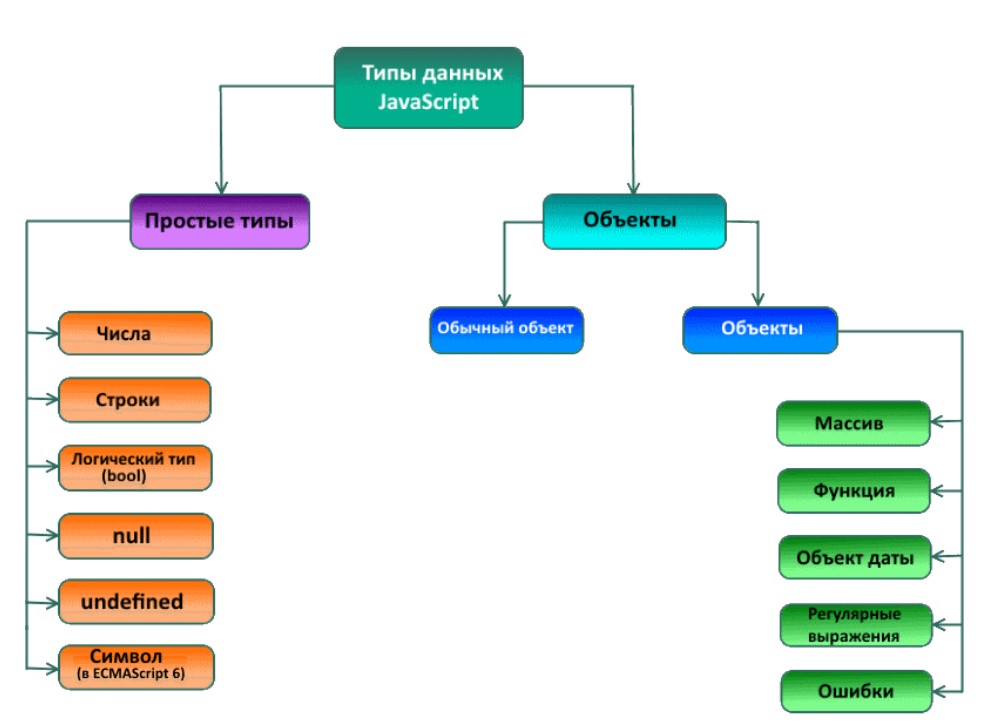 Типы данных
JavaScript
Простые типы
Объекты
Числа
Строки
Логический тип
(bool)
null
undefined
Символ
(в ECMAScript 6)
Обычный объект
Объекты
Массив
Функция
Объект даты
Регулярные
выражения
Ошибки